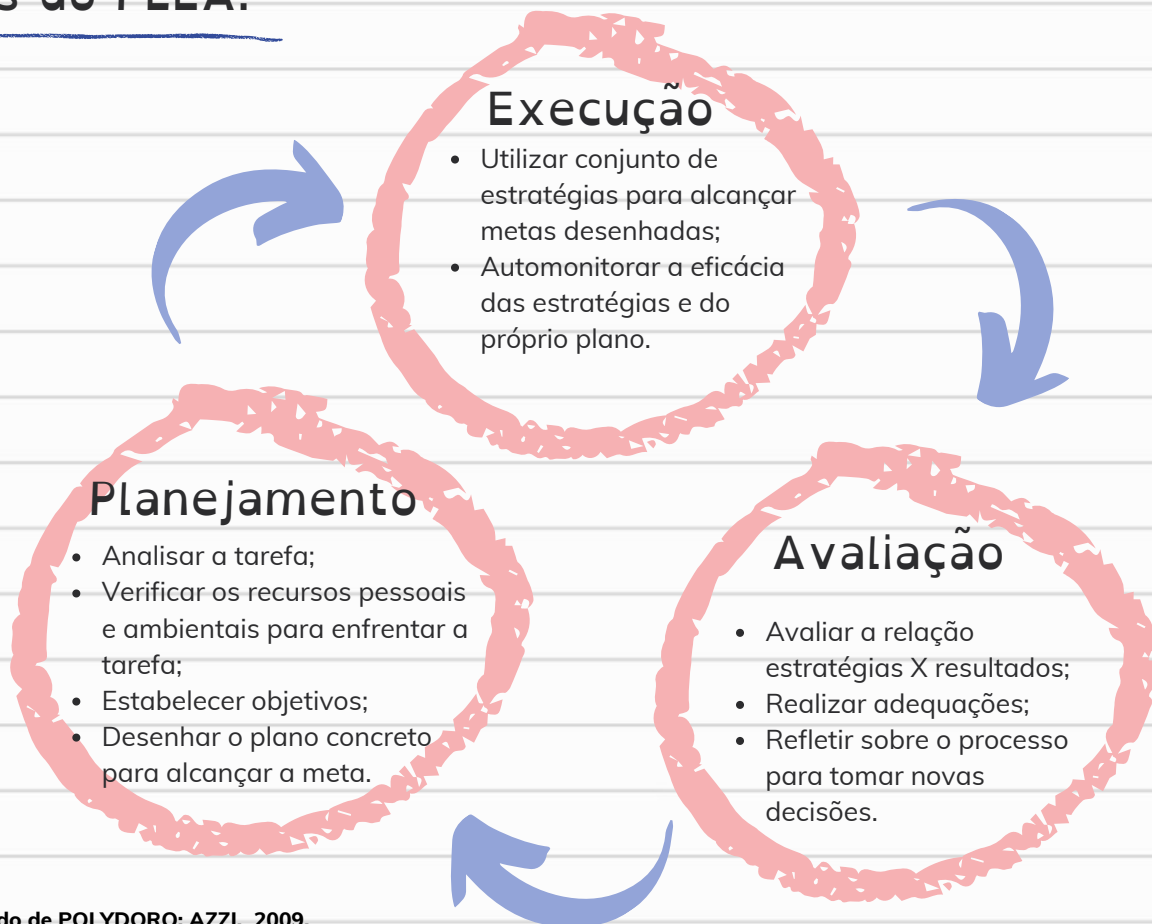 s do PLEA:
Execução
• Utilizar conjunto de
estratégias para alcançar
metas desenhadas;
• Automonitorar a eficácia
das estratégias e do
próprio plano.
Planejamento
• Analisar a tarefa;
• Verificar os recursos pessoais
e ambientais para enfrentar a
tarefa;
• Estabelecer objetivos;
• Desenhar o plano concreto
para alcançar a meta.
Avaliação
• Avaliar a relação
estratégias X resultados;
• Realizar adequações;
• Refletir sobre o processo
para tomar novas
decisões.
do de POLYDORO; AZZI, 2009.